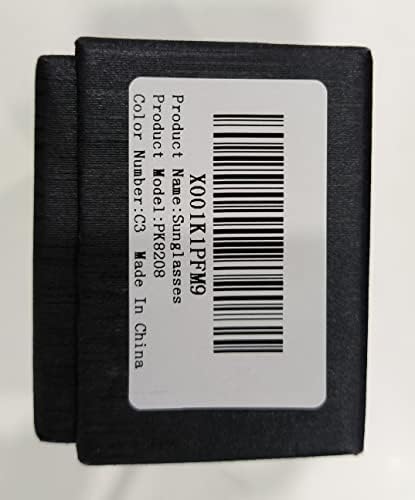 X001K1PFM9
Product Name:Sunglasses
Product Model:PK8208
Color Number:C3 Made In China